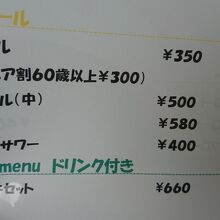 ール
ル ¥350
ア割60歳以上¥300)
ル(中) ¥500
¥580
サワー ¥400
menu ドリンク付き
セット ¥660